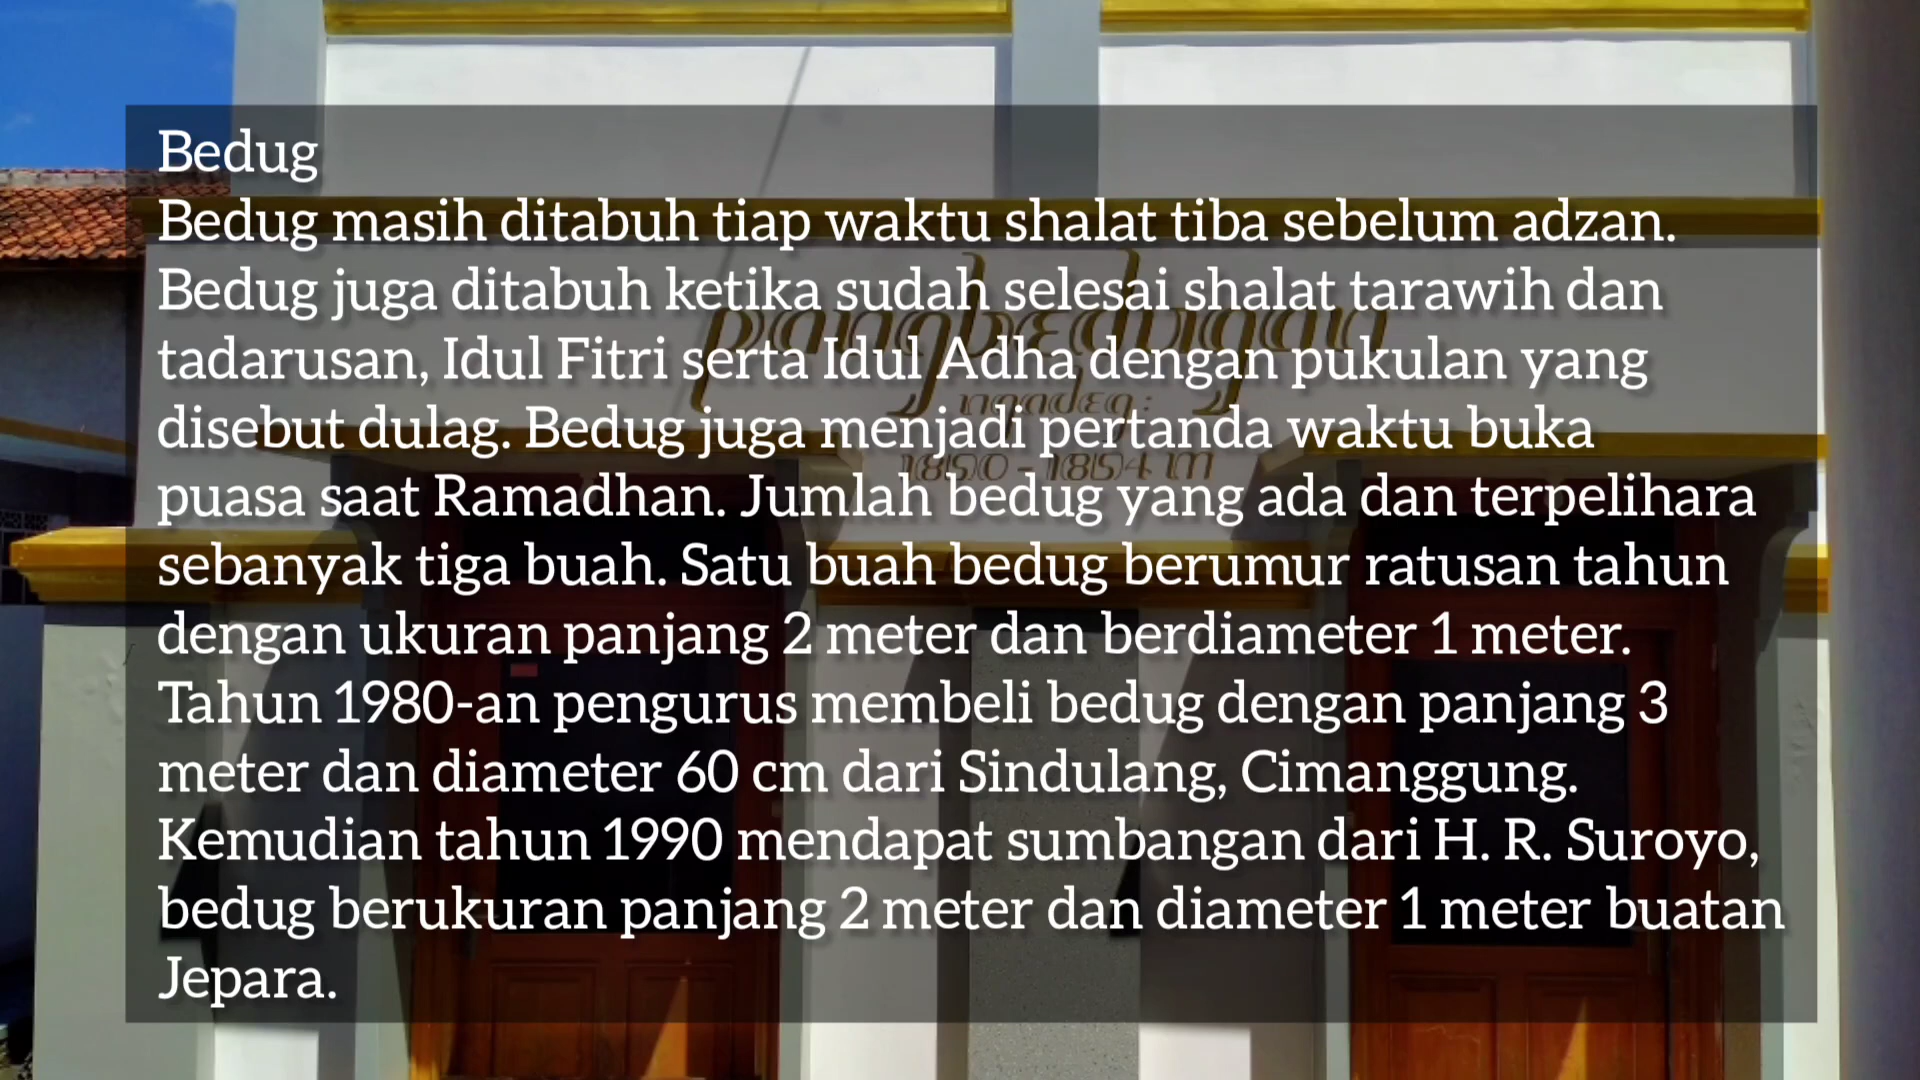 Bedug
Bedug masih ditabuh tiap waktu shalat tiba sebelum adzan.
Bedug juga ditabuh ketika sudah selesai shalat tarawih dan
tadarusan, Idul Fitri serta Idul Adha dengan pukulan yang
disebut dulag. Bedug juga menjadi pertanda waktu buka
puasa saat Ramadhan. Jumlah bedug yang ada dan terpelihara
sebanyak tiga buah. Satu buah bedug berumur ratusan tahun
dengan ukuran panjang 2 meter dan berdiameter 1 meter.
Tahun 1980-an pengurus membeli bedug dengan panjang 3
meter dan diameter 60 cm dari Sindulang, Cimanggung.
Kemudian tahun 1990 mendapat sumbangan dari H. R. Suroyo,
bedug berukuran panjang 2 meter dan diameter 1 meter buatan
Jepara.
pangbedugan
ngadeg:
1850 - 1854 M